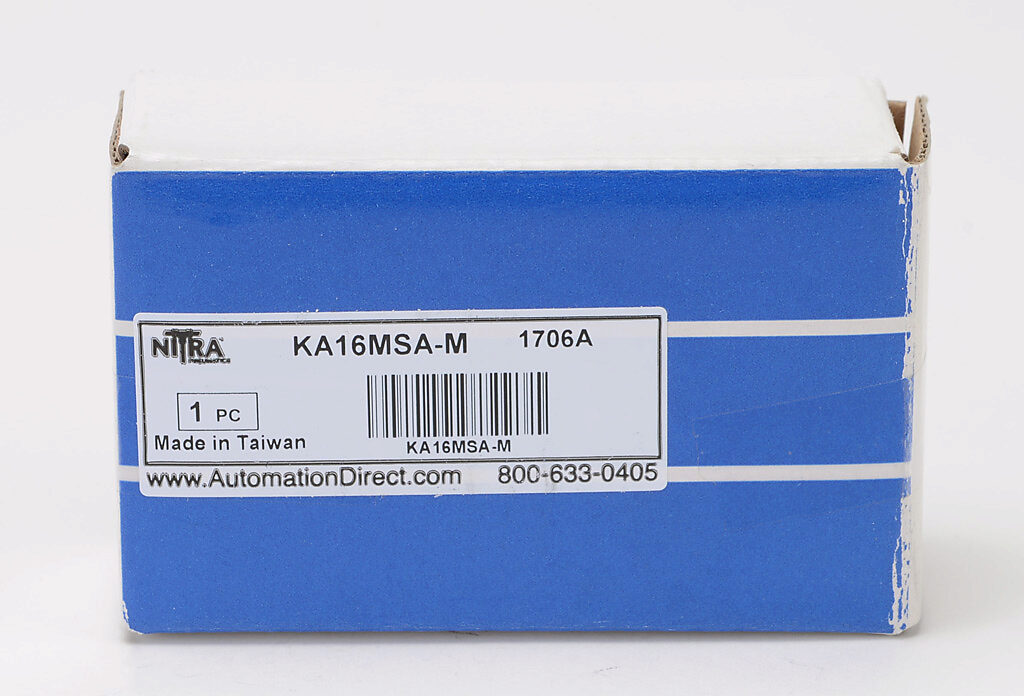 NITRA KA16MSA-M 1706A
PNEUMATICS
1 PC
Made in Taiwan KA16MSA-M
www.AutomationDirect.com 800-633-0405